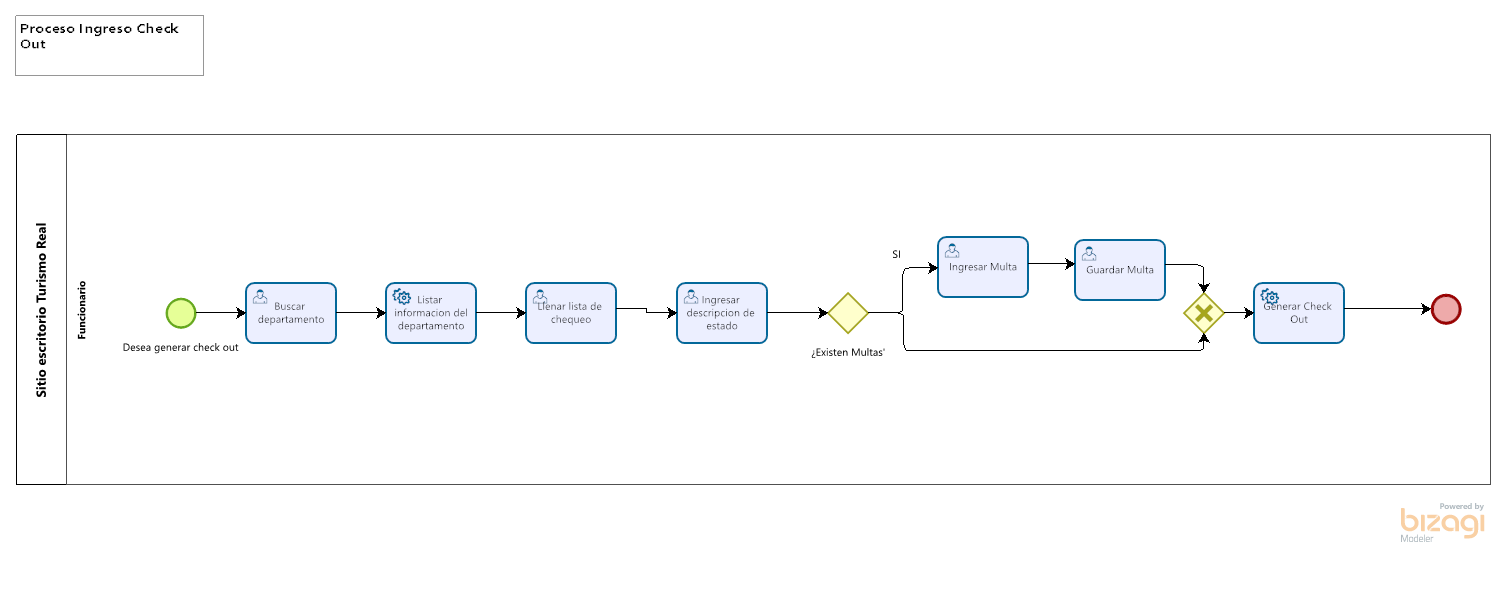 Proceso Ingreso Check
Out
Sitio escritorio Turismo Real
Funcionario
Desea generar check out
Buscar
departamento
Listar
informacion del
departamento
Llenar lista de
chequeo
Ingresar
descripcion de
estado
¿Existen Multas'
SI
Ingresar Multa
Guardar Multa
Generar Check
Out
Powered by
bizagi
Modeler